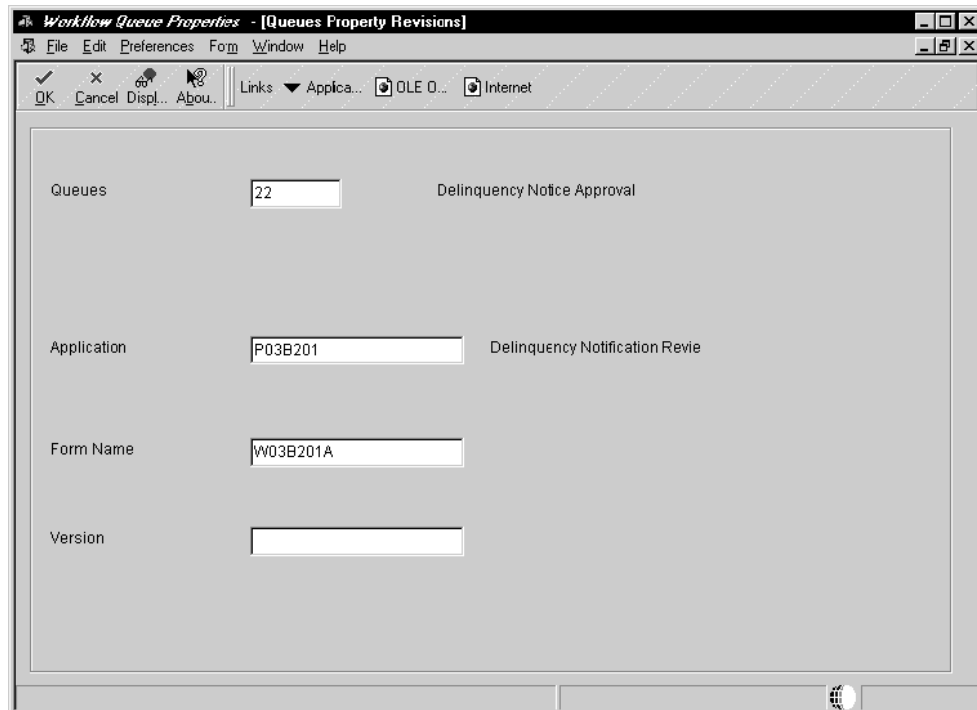 Workflow Queue Properties - [Queues Property Revisions]
File Edit Preferences Form Window Help
OK Cancel Displ... Abou.. Links Applica... OLE O... Internet
Queues 22 Delinquency Notice Approval
Application P03B201 Delinquency Notification Revie
Form Name W03B201A
Version